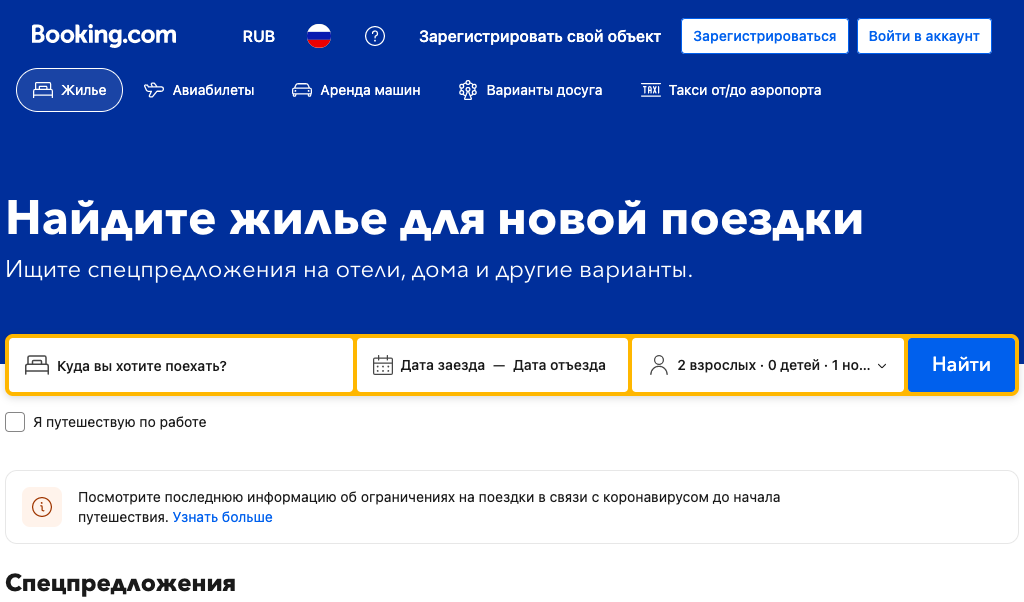 Booking.com
RUB
Зарегистрировать свой объект
Зарегистрироваться
Войти в аккаунт
Жилье
Авиабилеты
Аренда машин
Варианты досуга
TAXI
Такси от/до аэропорта
Найдите жилье для новой поездки
Ищите спецпредложения на отели, дома и другие варианты.
Куда вы хотите поехать?
Дата заезда — Дата отъезда
2 взрослых · 0 детей · 1 но...
Найти
Я путешествую по работе
Посмотрите последнюю информацию об ограничениях на поездки в связи с коронавирусом до начала
путешествия. Узнать больше
Спецпредложения